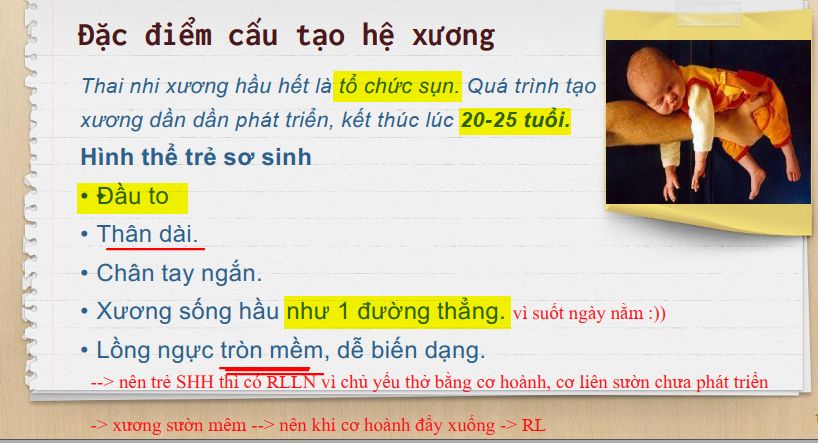 Đặc điểm cấu tạo hệ xương
Thai nhi xương hầu hết là tổ chức sụn. Quá trình tạo
xương dần dần phát triển, kết thúc lúc 20-25 tuổi.
Hình thể trẻ sơ sinh
• Đầu to
• Thân dài.
• Chân tay ngắn.
• Xương sống hầu như 1 đường thẳng. vì suốt ngày nằm :))
• Lồng ngực tròn mềm, dễ biến dạng.
--> nên trẻ SHH thì có RLLN vì chủ yếu thở bằng cơ hoành, cơ liên sườn chưa phát triển
-> xương sườn mêm --> nên khi cơ hoành đẩy xuống -> RL